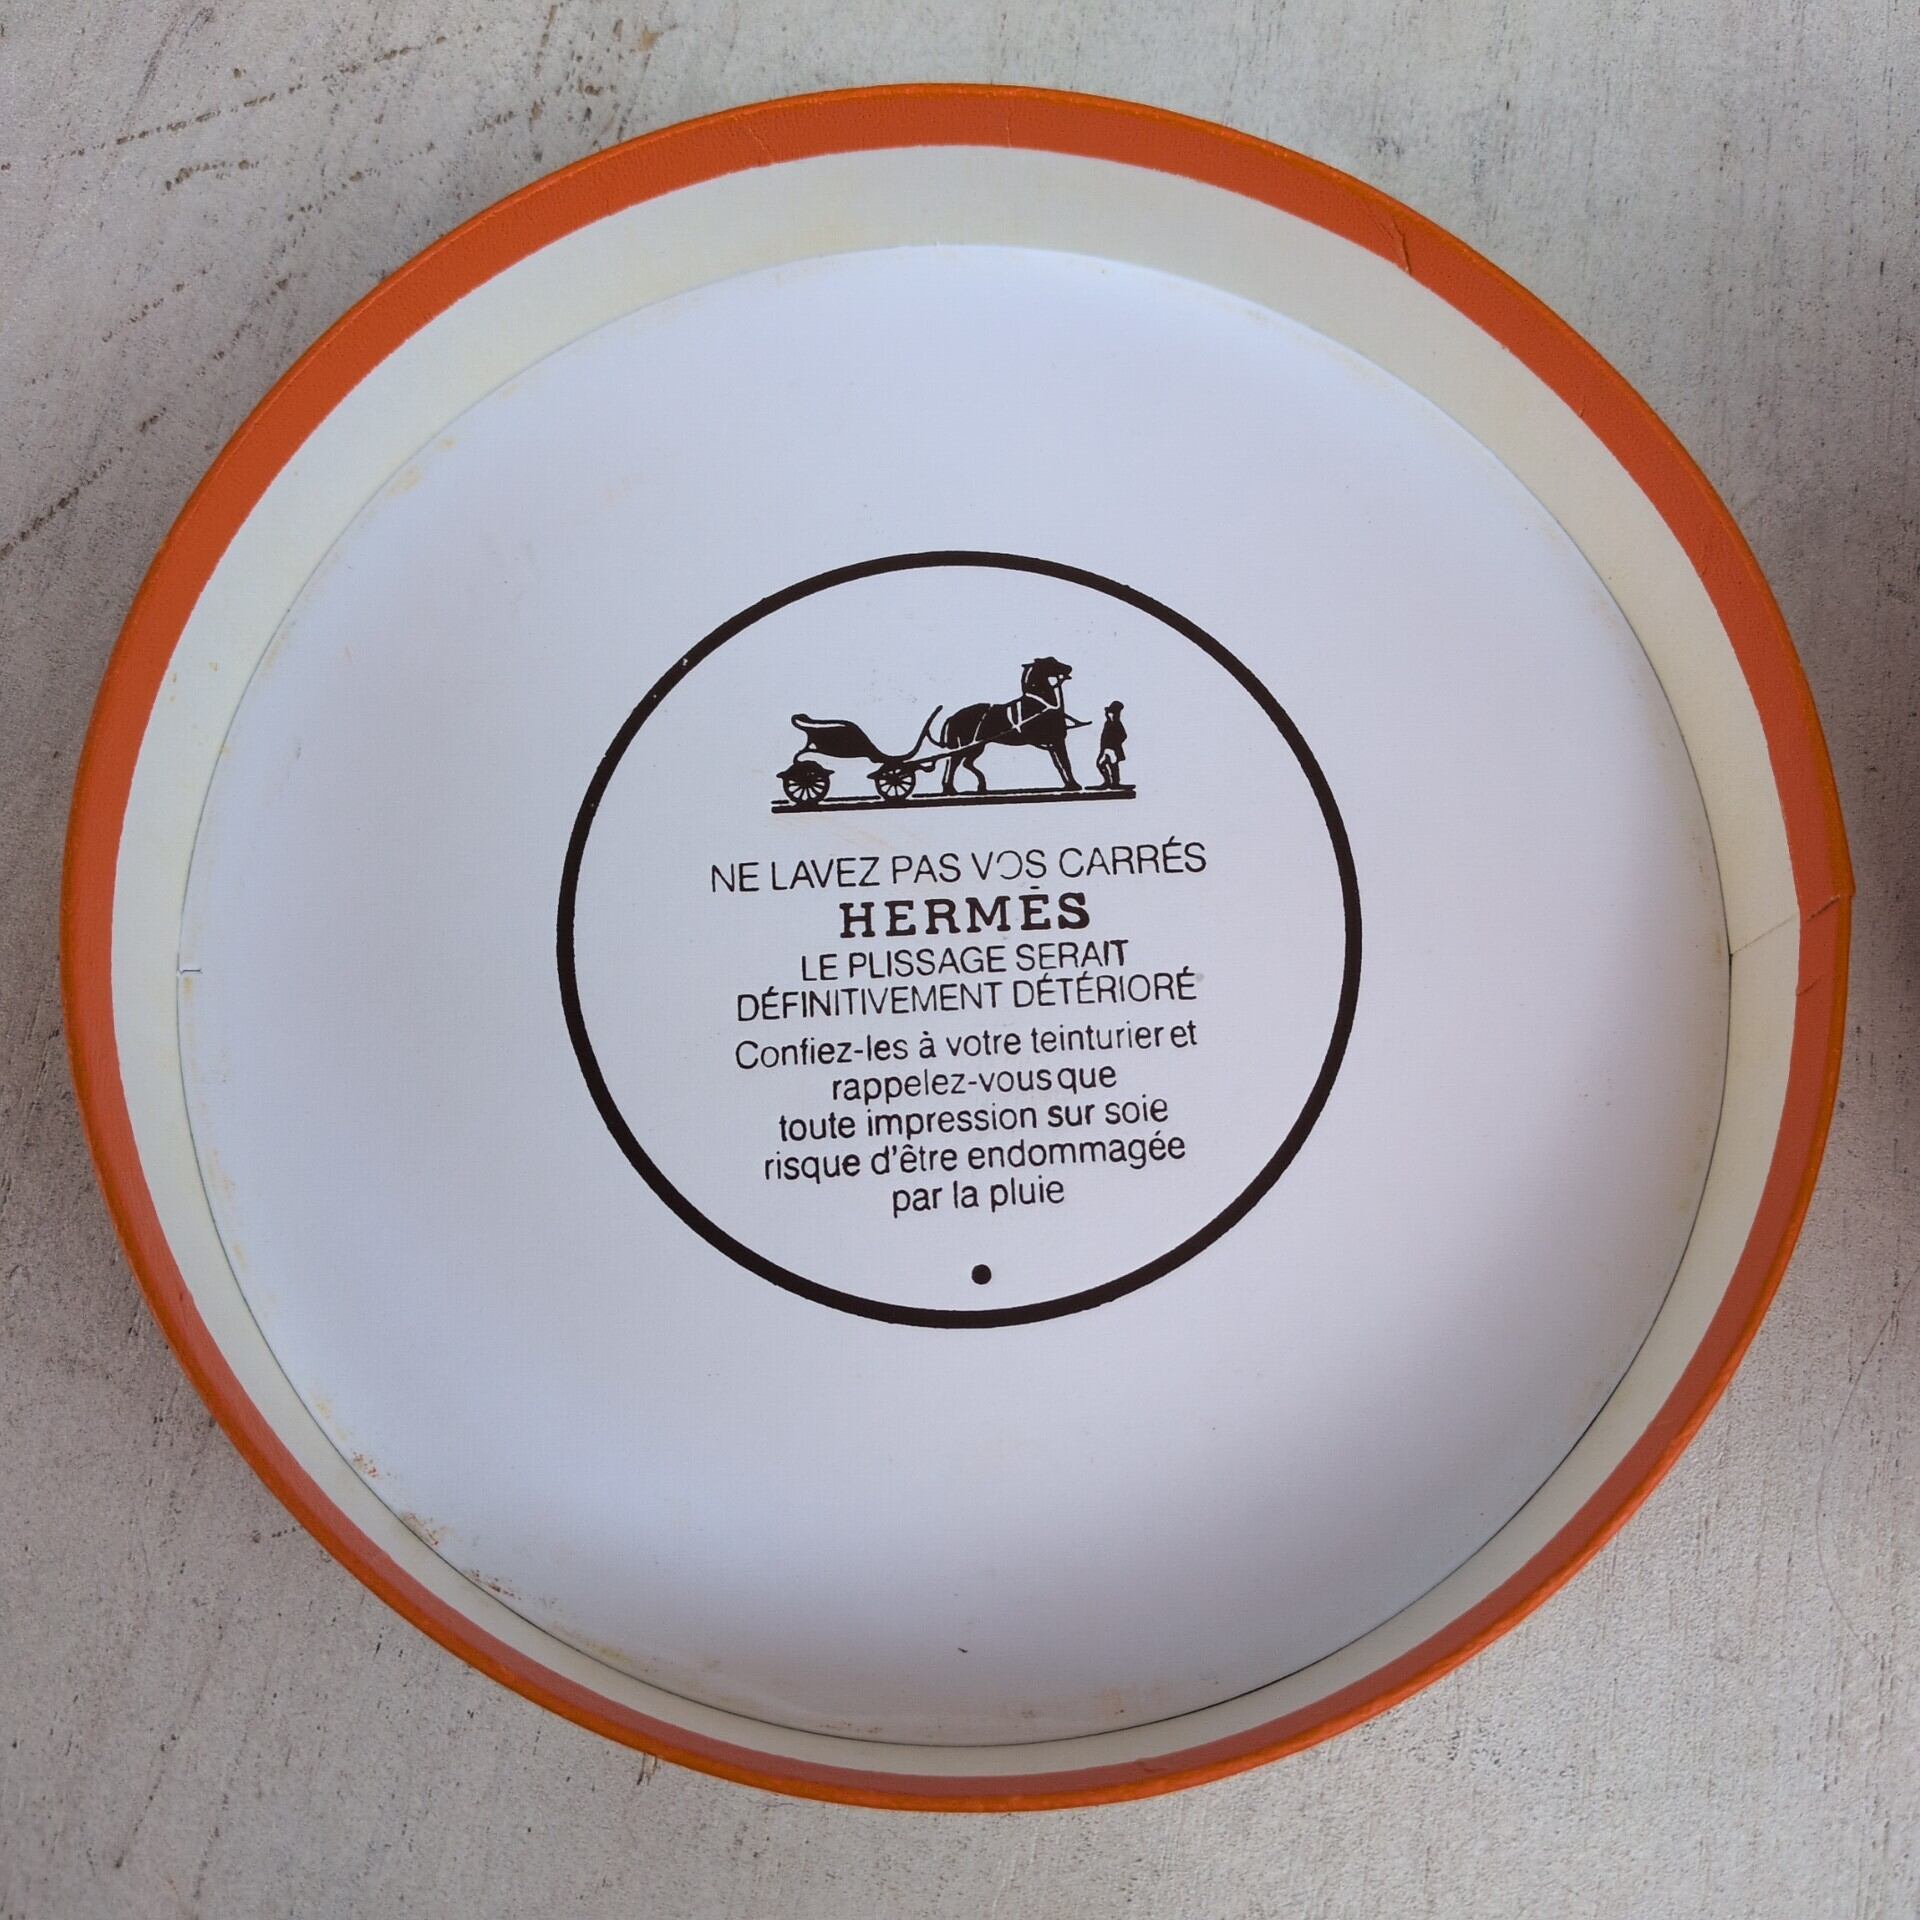 NE LAVEZ PAS VOS CARRÉS
HERMÈS
LE PLISSAGE SERAIT
DÉFINITIVEMENT DÉTÉRIORÉ
Confiez-les à votre teinturier et
rappelez-vous que
toute impression sur soie
risque d'être endommagée
par la pluie